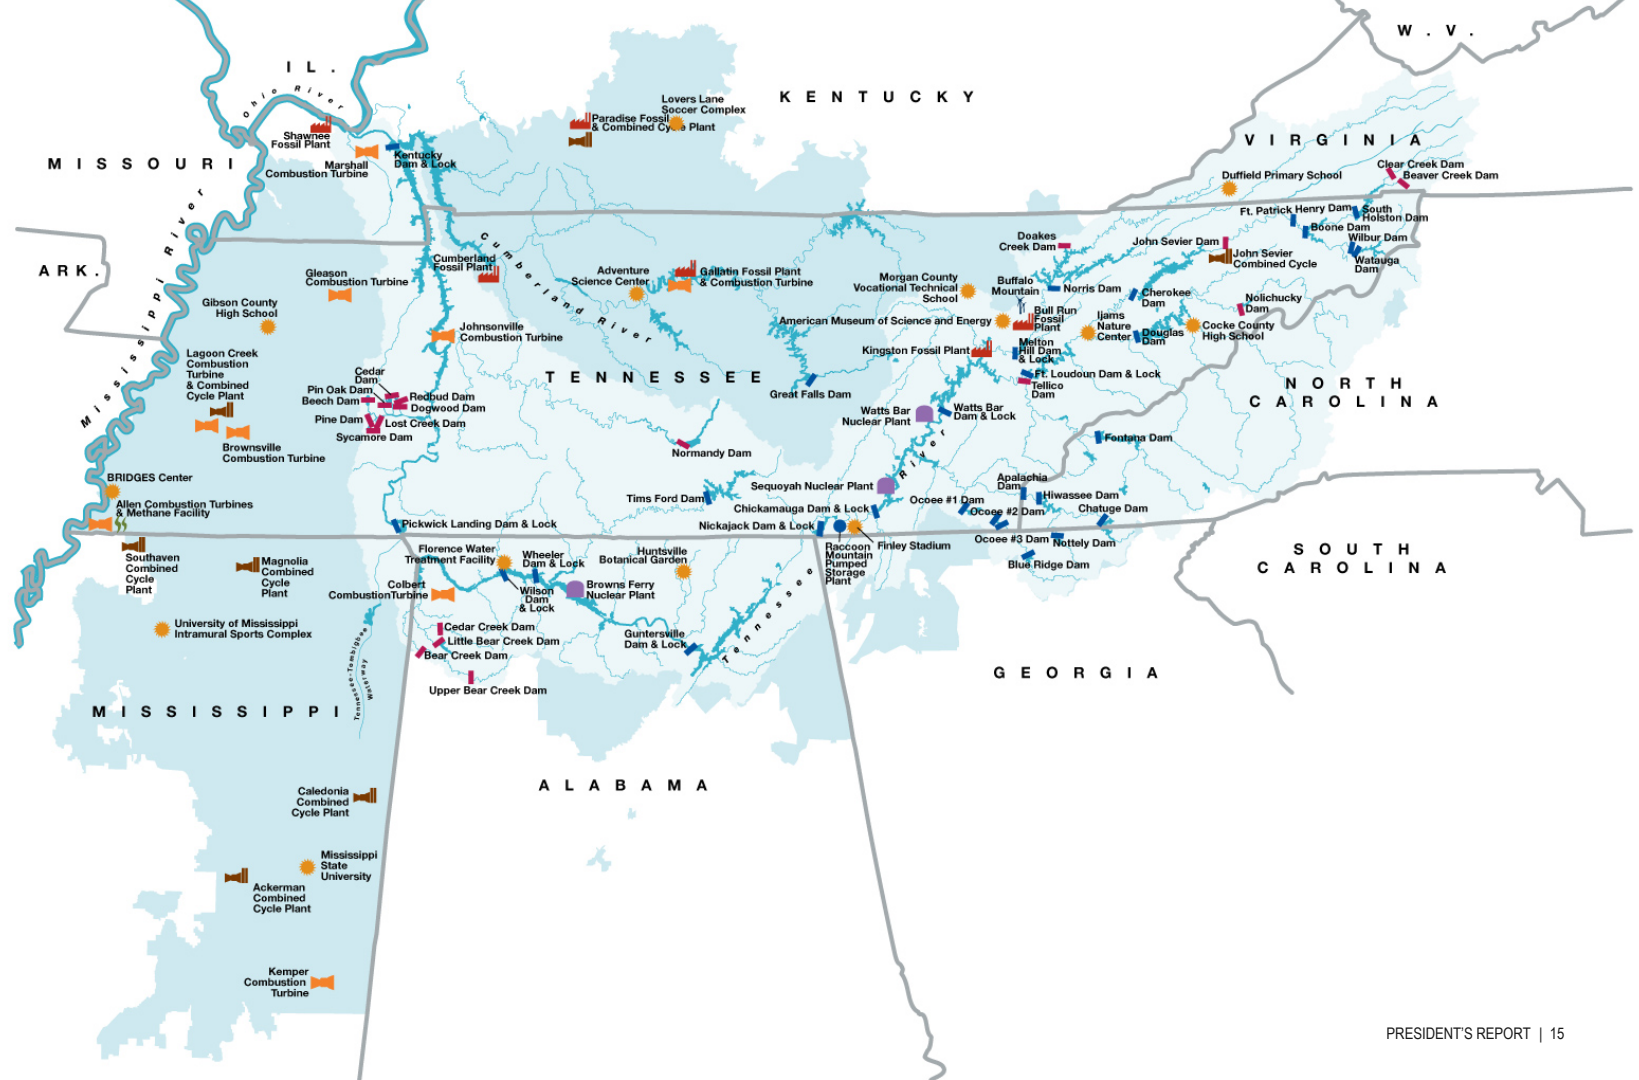 W. V.
IL.
Ohio River
KENTUCKY
Lovers Lane
Soccer Complex
Paradise Fossil
& Combined Cycle Plant
Shawnee
Fossil Plant
MISSOURI
Marshall
Combustion Turbine
Kentucky
Dam & Lock
VIRGINIA
Clear Creek Dam
Beaver Creek Dam
Duffield Primary School
Mississippi River
Ft. Patrick Henry Dam
South
Holston Dam
Boone Dam
Wilbur Dam
Watauga
Dam
Doakes
Creek Dam
John Sevier Dam
John Sevier
Combined Cycle
ARK.
Cumberland River
Cumberland
Fossil Plant
Gleason
Combustion Turbine
Adventure
Science Center
Gallatin Fossil Plant
& Combustion Turbine
Morgan County
Vocational Technical
School
Buffalo
Mountain
Norris Dam
Cherokee
Dam
Nolichucky
Dam
Gibson County
High School
American Museum of Science and Energy
Bull Run
Fossil
Plant
Ijams
Nature
Center
Douglas
Dam
Cocke County
High School
Johnsonville
Combustion Turbine
Kingston Fossil Plant
Melton
Hill Dam
& Lock
Lagoon Creek
Combustion
Turbine
& Combined
Cycle Plant
Cedar
Dam
Pin Oak Dam
Beech Dam
Redbud Dam
Dogwood Dam
Pine Dam
Lost Creek Dam
Sycamore Dam
TENNESSEE
Great Falls Dam
Ft. Loudoun Dam & Lock
Tellico
Dam
NORTH
CAROLINA
Watts Bar
Nuclear Plant
Watts Bar
Dam & Lock
Brownsville
Combustion Turbine
Fontana Dam
Normandy Dam
BRIDGES Center
Allen Combustion Turbines
& Methane Facility
Tims Ford Dam
Sequoyah Nuclear Plant
Chickamauga Dam & Lock
Nickajack Dam & Lock
Apalachia
Dam
Hiwassee Dam
Ocoee #1 Dam
Ocoee #2 Dam
Chatuge Dam
Ocoee #3 Dam
Nottely Dam
Blue Ridge Dam
Pickwick Landing Dam & Lock
Finley Stadium
Raccoon
Mountain
Pumped
Storage
Plant
Southaven
Combined
Cycle
Plant
Magnolia
Combined
Cycle
Plant
Florence Water
Treatment Facility
Wheeler
Dam & Lock
Huntsville
Botanical Garden
SOUTH
CAROLINA
Colbert
CombustionTurbine
Wilson
Dam
& Lock
Browns Ferry
Nuclear Plant
Tennessee River
University of Mississippi
Intramural Sports Complex
Cedar Creek Dam
Little Bear Creek Dam
Bear Creek Dam
Upper Bear Creek Dam
Guntersville
Dam & Lock
Tennessee-Tombigbee
Waterway
GEORGIA
MISSISSIPPI
ALABAMA
Caledonia
Combined
Cycle Plant
Mississippi
State
University
Ackerman
Combined
Cycle Plant
Kemper
Combustion
Turbine
PRESIDENT'S REPORT | 15